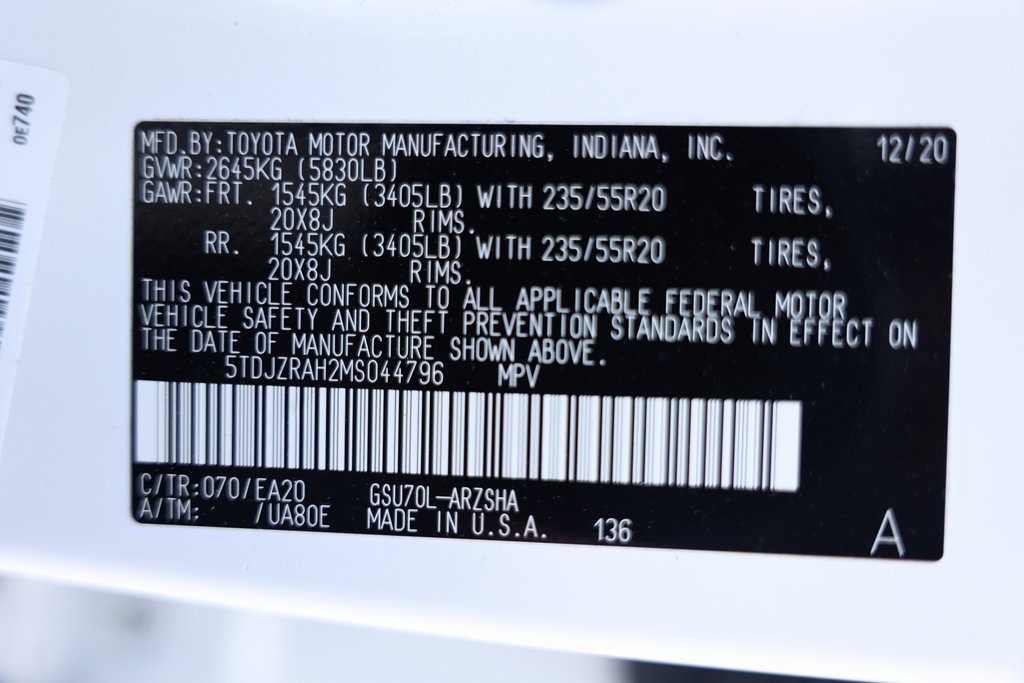 0E740
MFD.BY:TOYOTA MOTOR MANUFACTURING, INDIANA, INC. 12/20
GVWR:2645KG (5830LB)
GAWR:FRT. 1545KG (3405LB) WITH 235/55R20 TIRES,
20X8J RIMS.
RR. 1545KG (3405LB) WITH 235/55R20 TIRES,
20X8J RIMS.
THIS VEHICLE CONFORMS TO ALL APPLICABLE FEDERAL MOTOR
VEHICLE SAFETY AND THEFT PREVENTION STANDARDS IN EFFECT ON
THE DATE OF MANUFACTURE SHOWN ABOVE.
5TDJZRAH2MS044796 MPV
C/TR:070/EA20 GSU70L-ARZSHA
A/TM: /UA80E MADE IN U.S.A. 136 A